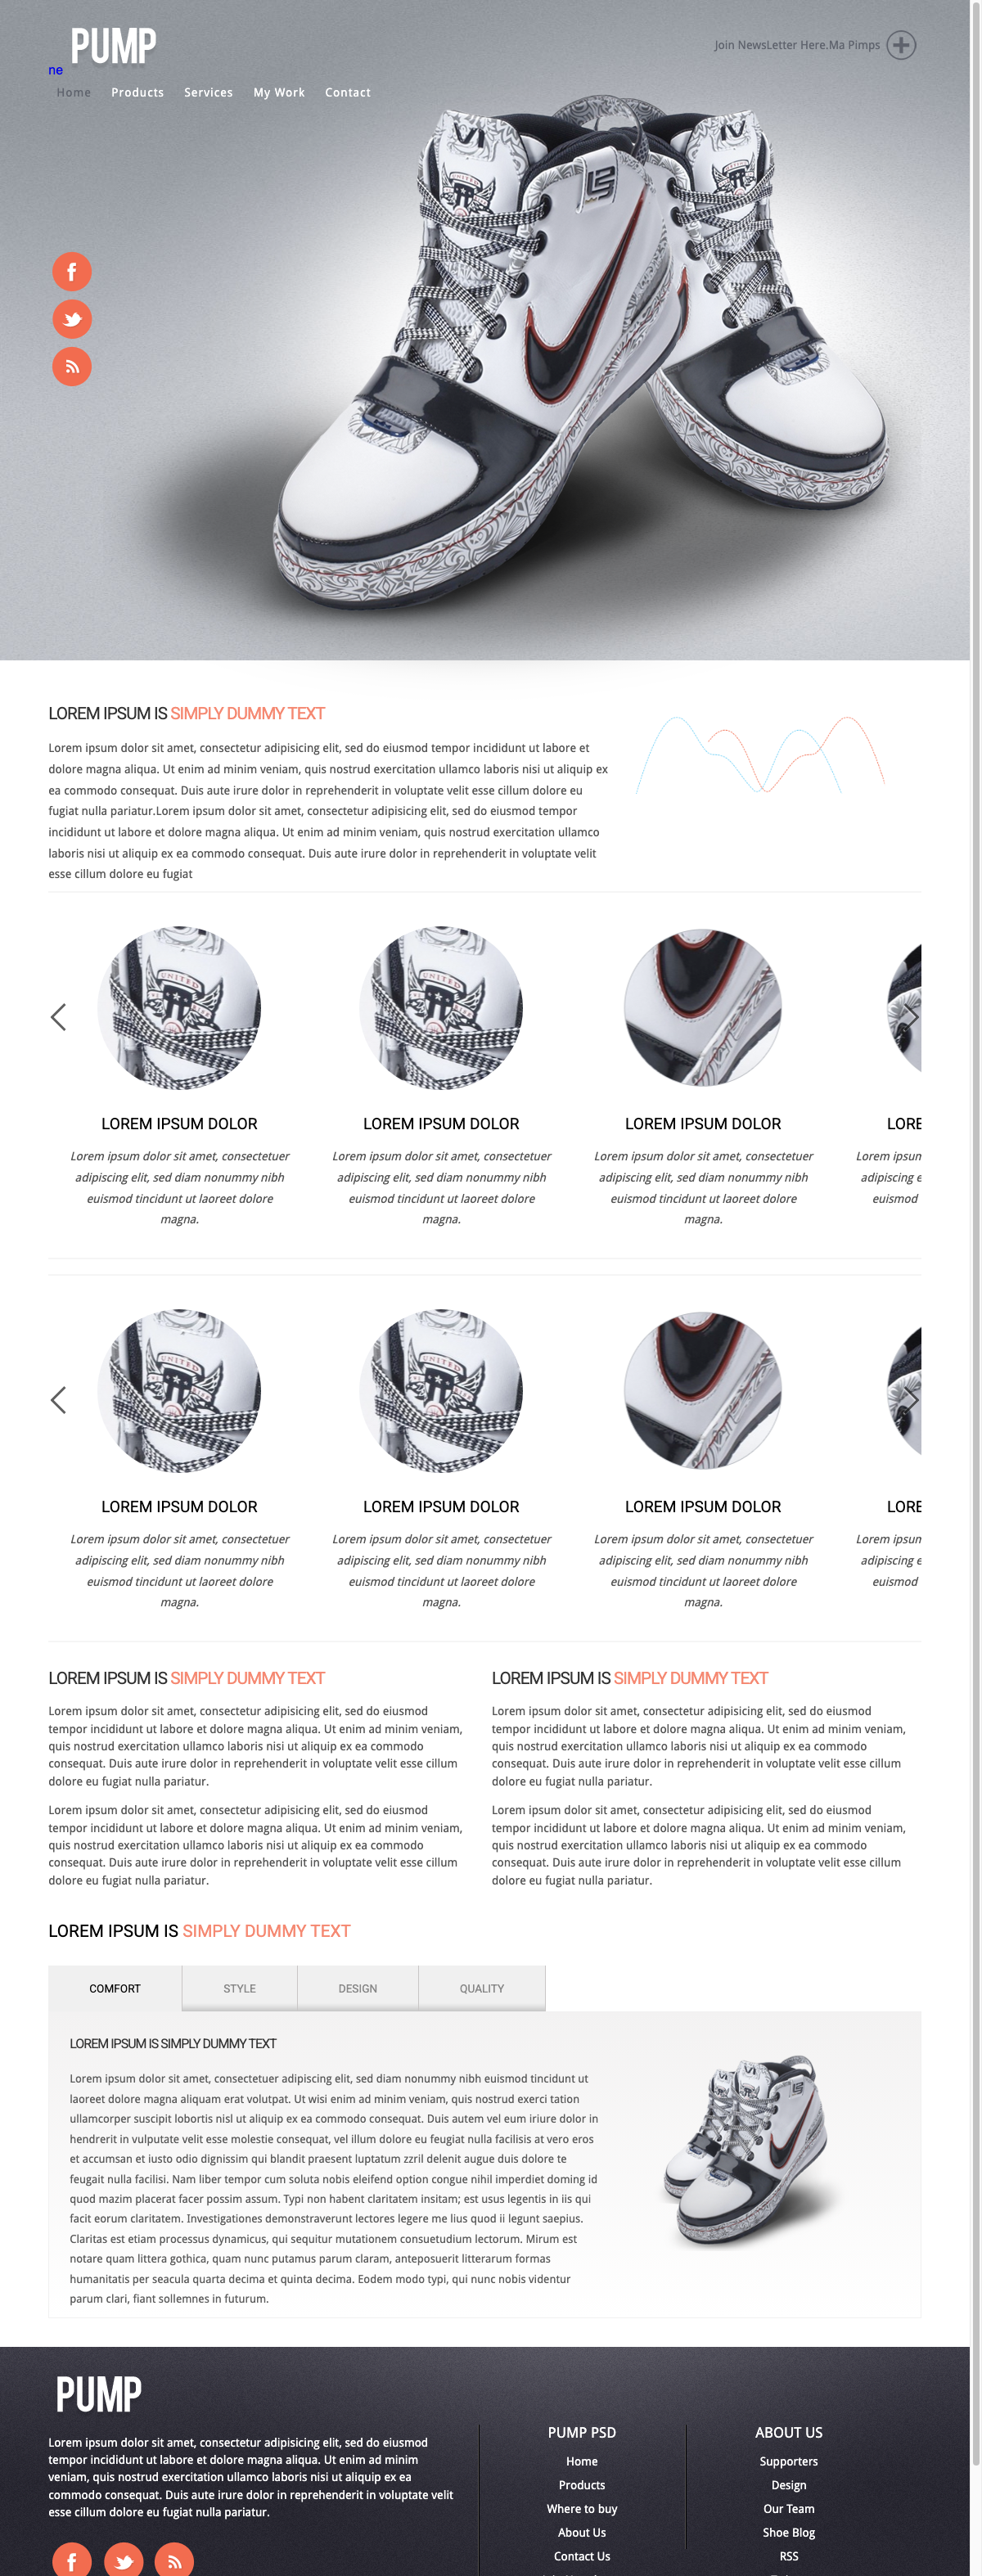 PUMP
Join NewsLetter Here.Ma Pimps
ne
Home Products Services My Work Contact
LOREM IPSUM IS SIMPLY DUMMY TEXT
Lorem ipsum dolor sit amet, consectetur adipisicing elit, sed do eiusmod tempor incididunt ut labore et
dolore magna aliqua. Ut enim ad minim veniam, quis nostrud exercitation ullamco laboris nisi ut aliquip ex
ea commodo consequat. Duis aute irure dolor in reprehenderit in voluptate velit esse cillum dolore eu
fugiat nulla pariatur.Lorem ipsum dolor sit amet, consectetur adipisicing elit, sed do eiusmod tempor
incididunt ut labore et dolore magna aliqua. Ut enim ad minim veniam, quis nostrud exercitation ullamco
laboris nisi ut aliquip ex ea commodo consequat. Duis aute irure dolor in reprehenderit in voluptate velit
esse cillum dolore eu fugiat
LOREM IPSUM DOLOR LOREM IPSUM DOLOR LOREM IPSUM DOLOR LORE
Lorem ipsum dolor sit amet, consectetuer Lorem ipsum dolor sit amet, consectetuer Lorem ipsum dolor sit amet, consectetuer Lorem ipsum
adipiscing elit, sed diam nonummy nibh adipiscing elit, sed diam nonummy nibh adipiscing elit, sed diam nonummy nibh adipiscing e
euismod tincidunt ut laoreet dolore euismod tincidunt ut laoreet dolore euismod tincidunt ut laoreet dolore euismod
magna. magna. magna.
LOREM IPSUM DOLOR LOREM IPSUM DOLOR LOREM IPSUM DOLOR LORE
Lorem ipsum dolor sit amet, consectetuer Lorem ipsum dolor sit amet, consectetuer Lorem ipsum dolor sit amet, consectetuer Lorem ipsum
adipiscing elit, sed diam nonummy nibh adipiscing elit, sed diam nonummy nibh adipiscing elit, sed diam nonummy nibh adipiscing e
euismod tincidunt ut laoreet dolore euismod tincidunt ut laoreet dolore euismod tincidunt ut laoreet dolore euismod
magna. magna. magna.
LOREM IPSUM IS SIMPLY DUMMY TEXT
Lorem ipsum dolor sit amet, consectetur adipisicing elit, sed do eiusmod
tempor incididunt ut labore et dolore magna aliqua. Ut enim ad minim veniam,
quis nostrud exercitation ullamco laboris nisi ut aliquip ex ea commodo
consequat. Duis aute irure dolor in reprehenderit in voluptate velit esse cillum
dolore eu fugiat nulla pariatur.
Lorem ipsum dolor sit amet, consectetur adipisicing elit, sed do eiusmod
tempor incididunt ut labore et dolore magna aliqua. Ut enim ad minim veniam,
quis nostrud exercitation ullamco laboris nisi ut aliquip ex ea commodo
consequat. Duis aute irure dolor in reprehenderit in voluptate velit esse cillum
dolore eu fugiat nulla pariatur.
LOREM IPSUM IS SIMPLY DUMMY TEXT
Lorem ipsum dolor sit amet, consectetur adipisicing elit, sed do eiusmod
tempor incididunt ut labore et dolore magna aliqua. Ut enim ad minim veniam,
quis nostrud exercitation ullamco laboris nisi ut aliquip ex ea commodo
consequat. Duis aute irure dolor in reprehenderit in voluptate velit esse cillum
dolore eu fugiat nulla pariatur.
Lorem ipsum dolor sit amet, consectetur adipisicing elit, sed do eiusmod
tempor incididunt ut labore et dolore magna aliqua. Ut enim ad minim veniam,
quis nostrud exercitation ullamco laboris nisi ut aliquip ex ea commodo
consequat. Duis aute irure dolor in reprehenderit in voluptate velit esse cillum
dolore eu fugiat nulla pariatur.
LOREM IPSUM IS SIMPLY DUMMY TEXT
COMFORT STYLE DESIGN QUALITY
LOREM IPSUM IS SIMPLY DUMMY TEXT
Lorem ipsum dolor sit amet, consectetuer adipiscing elit, sed diam nonummy nibh euismod tincidunt ut
laoreet dolore magna aliquam erat volutpat. Ut wisi enim ad minim veniam, quis nostrud exerci tation
ullamcorper suscipit lobortis nisl ut aliquip ex ea commodo consequat. Duis autem vel eum iriure dolor in
hendrerit in vulputate velit esse molestie consequat, vel illum dolore eu feugiat nulla facilisis at vero eros
et accumsan et iusto odio dignissim qui blandit praesent luptatum zzril delenit augue duis dolore te
feugait nulla facilisi. Nam liber tempor cum soluta nobis eleifend option congue nihil imperdiet doming id
quod mazim placerat facer possim assum. Typi non habent claritatem insitam; est usus legentis in iis qui
facit eorum claritatem. Investigationes demonstraverunt lectores legere me lius quod ii legunt saepius.
Claritas est etiam processus dynamicus, qui sequitur mutationem consuetudium lectorum. Mirum est
notare quam littera gothica, quam nunc putamus parum claram, anteposuerit litterarum formas
humanitatis per seacula quarta decima et quinta decima. Eodem modo typi, qui nunc nobis videntur
parum clari, fiant sollemnes in futurum.
PUMP
Lorem ipsum dolor sit amet, consectetur adipisicing elit, sed do eiusmod
tempor incididunt ut labore et dolore magna aliqua. Ut enim ad minim
veniam, quis nostrud exercitation ullamco laboris nisi ut aliquip ex ea
commodo consequat. Duis aute irure dolor in reprehenderit in voluptate velit
esse cillum dolore eu fugiat nulla pariatur.
PUMP PSD
Home
Products
Where to buy
About Us
Contact Us
ABOUT US
Supporters
Design
Our Team
Shoe Blog
RSS